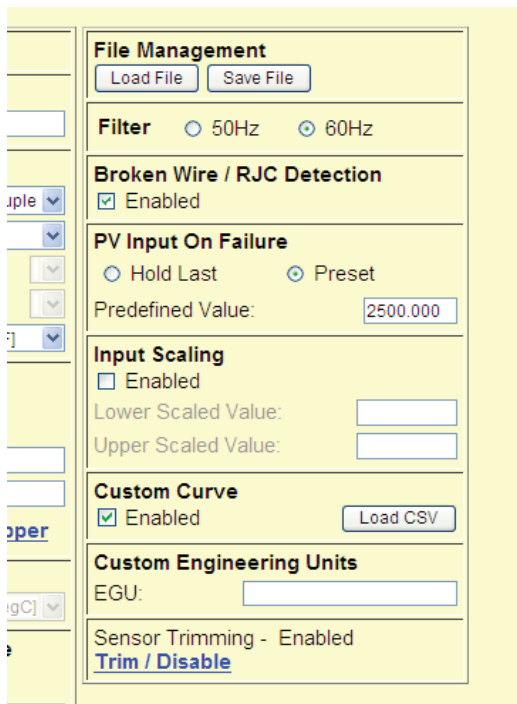 File Management
Load File Save File
Filter 50Hz 60Hz
Broken Wire / RJC Detection
Enabled
PV Input On Failure
Hold Last Preset
Predefined Value: 2500.000
Input Scaling
Enabled
Lower Scaled Value:
Upper Scaled Value:
Custom Curve
Enabled Load CSV
Custom Engineering Units
EGU:
Sensor Trimming - Enabled
Trim / Disable